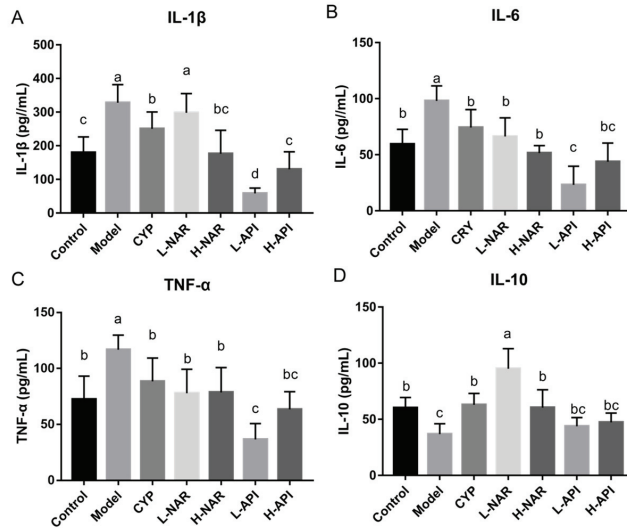 A
IL-1β
IL-1β (pg//mL)
500
400
300
200
100
0
c
a
b
a
bc
d
c
Control
Model
CYP
L-NAR
H-NAR
L-API
H-API
B
IL-6
IL-6 (pg//mL)
150
100
50
0
b
a
b
b
b
c
bc
Control
Model
CRY
L-NAR
H-NAR
L-API
H-API
C
TNF-α
TNF-α (pg/mL)
150
100
50
0
b
a
b
b
b
c
bc
Control
Model
CYP
L-NAR
H-NAR
L-API
H-API
D
IL-10
IL-10 (pg/mL)
150
100
50
0
b
c
b
a
b
bc
bc
Control
Model
CYP
L-NAR
H-NAR
L-API
H-API